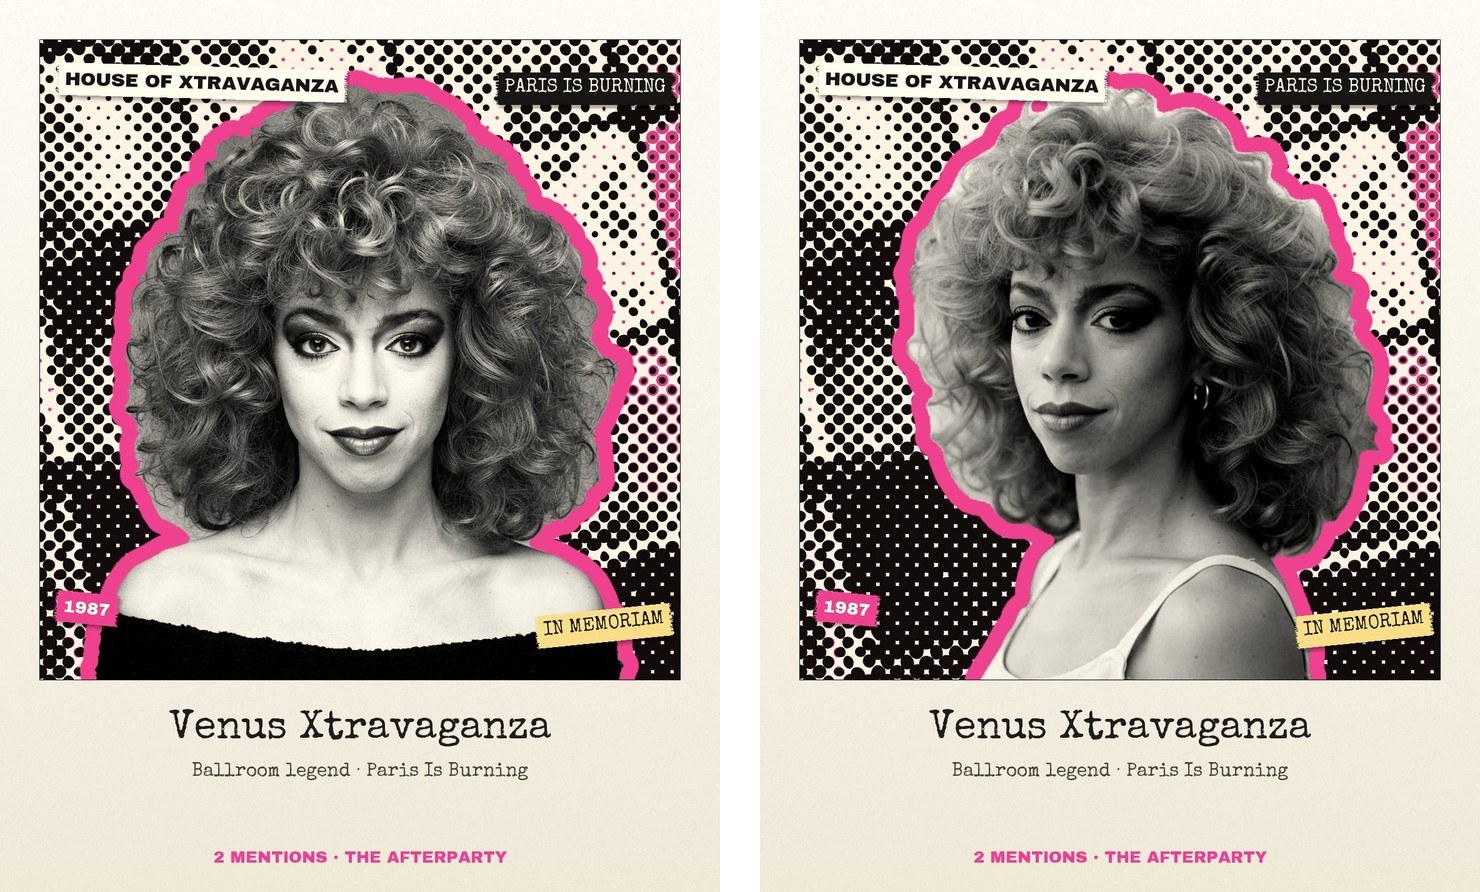 HOUSE OF XTRAVAGANZA
PARIS IS BURNING
1987
IN MEMORIAM
Venus Xtravaganza
Ballroom legend · Paris Is Burning
2 MENTIONS · THE AFTERPARTY
HOUSE OF XTRAVAGANZA
PARIS IS BURNING
1987
IN MEMORIAM
Venus Xtravaganza
Ballroom legend · Paris Is Burning
2 MENTIONS · THE AFTERPARTY